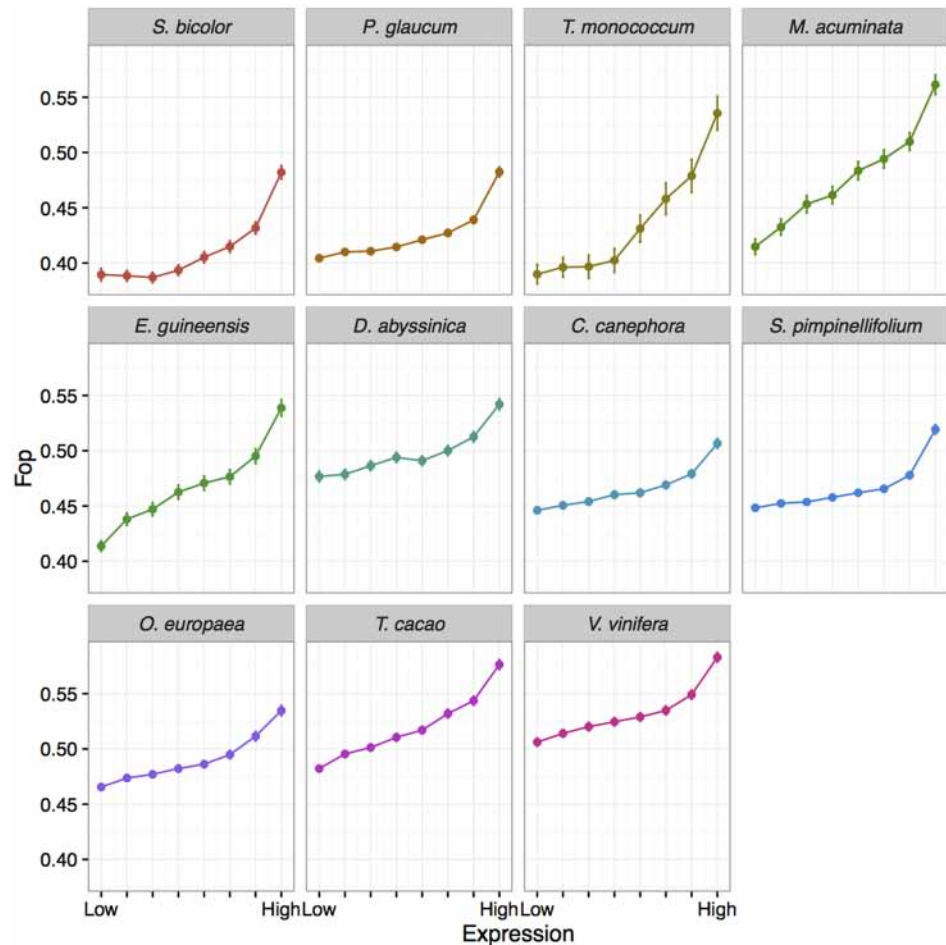 S. bicolor P. glaucum T. monococcum M. acuminata
0.55
0.50
0.45
0.40
E. guineensis D. abyssinica C. canephora S. pimpinellifolium
0.55
0.50
0.45
0.40
Fop
O. europaea T. cacao V. vinifera
0.55
0.50
0.45
0.40
Low High Low High Low High
Expression